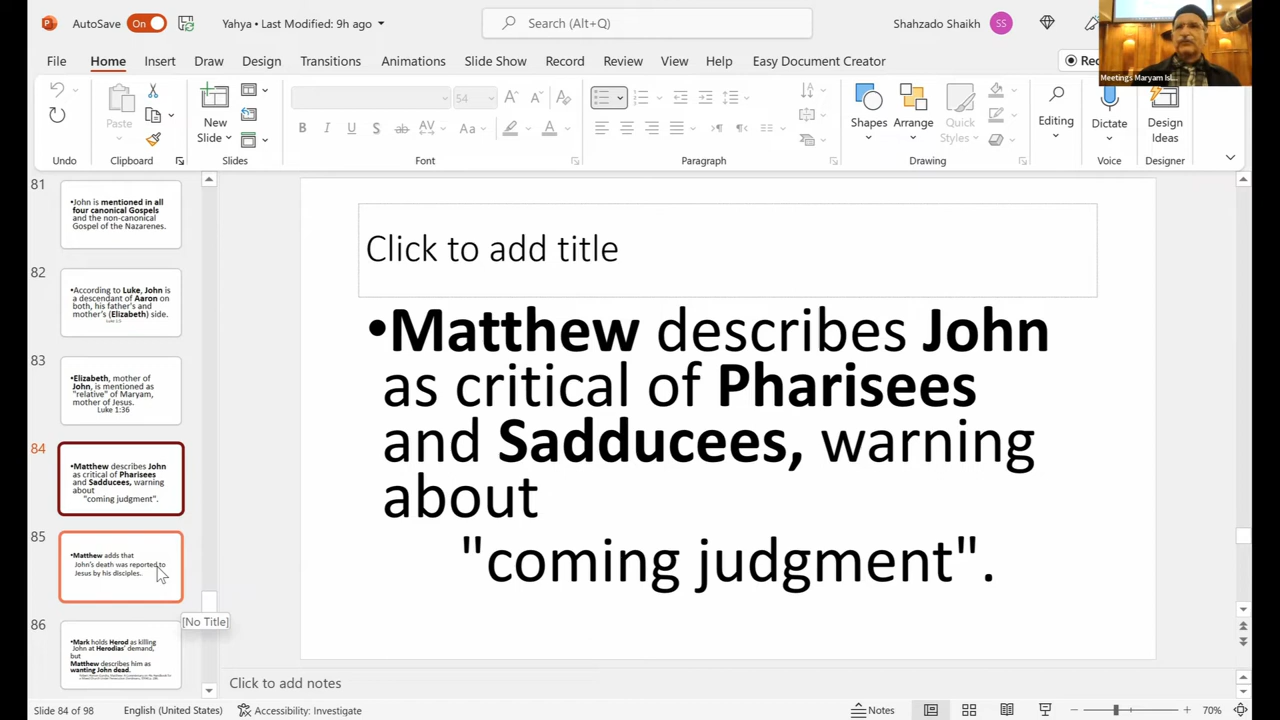 AutoSave On Yahya • Last Modified: 9h ago Search (Alt+Q) Shahzado Shaikh SS
Meetings Maryam Isl...
File Home Insert Draw Design Transitions Animations Slide Show Record Review View Help Easy Document Creator Rec
Paste New Slide 54 Shapes Arrange Quick Styles Editing Dictate Design Ideas
Undo Clipboard Slides Font Paragraph Drawing Voice Designer
81
•John is mentioned in all
four canonical Gospels
and the non-canonical
Gospel of the Nazarenes.
82
•According to Luke, John is
a descendant of Aaron on
both, his father's and
mother's (Elizabeth) side.
83
•Elizabeth, mother of
John, is mentioned as
"relative" of Maryam,
mother of Jesus.
Luke 1:36
84
•Matthew describes John
as critical of Pharisees
and Sadducees, warning
about
"coming judgment".
85
•Matthew adds that
John's death was reported to
Jesus by his disciples.
[No Title]
86
•Mark holds Herod as killing
John at Herodias' demand,
but
Matthew describes him as
wanting John dead.
Click to add title
•Matthew describes John
as critical of Pharisees
and Sadducees, warning
about
"coming judgment".
Click to add notes
Slide 84 of 98 English (United States) Accessibility: Investigate Notes 70%